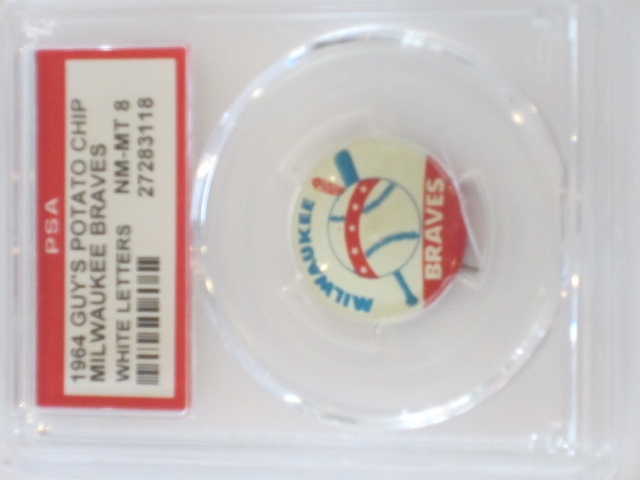 PSA
1964 GUY'S POTATO CHIP
MILWAUKEE BRAVES
WHITE LETTERS NM-MT 8
27283118
MILWAUKEE
BRAVES